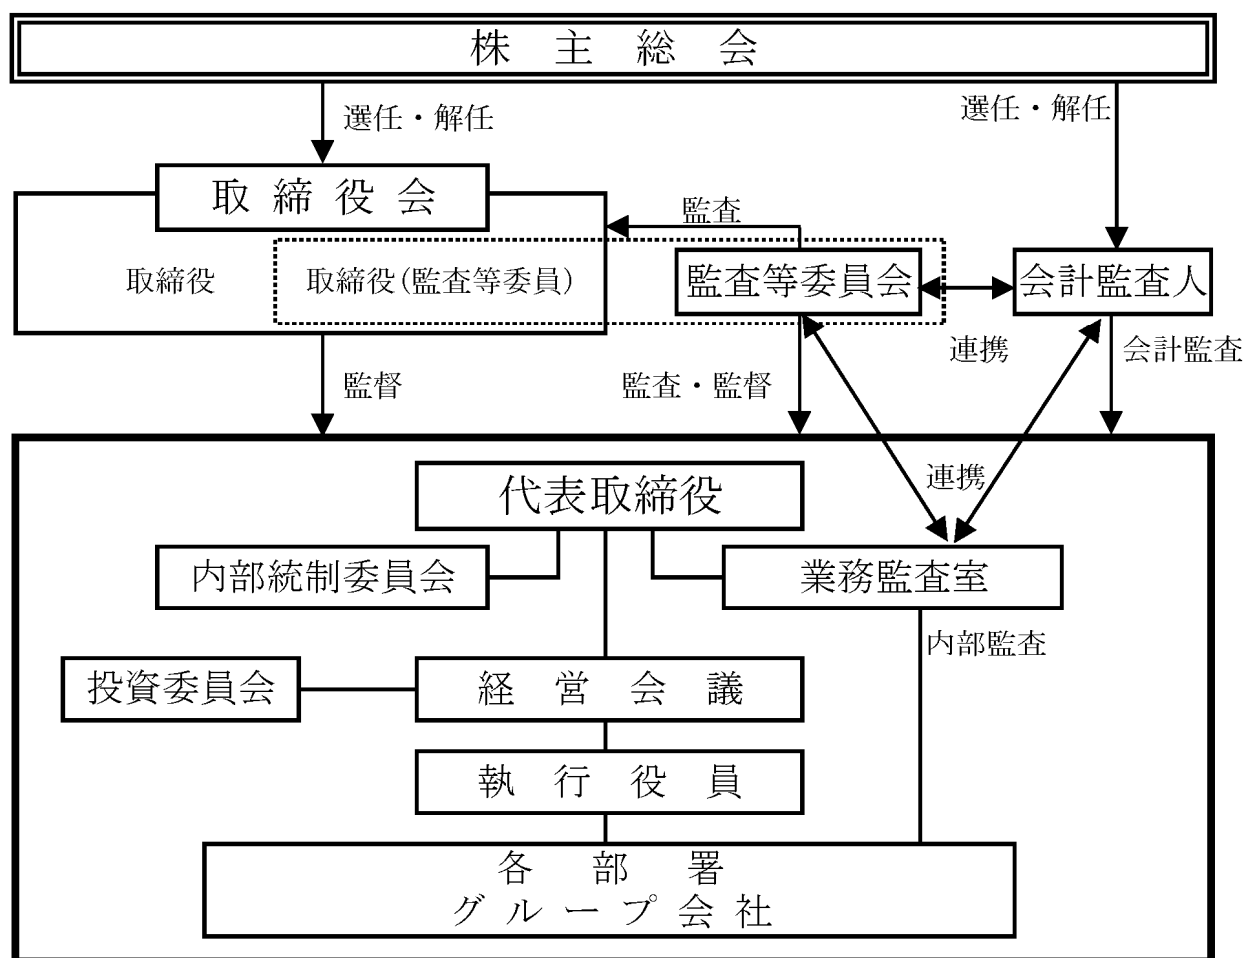 株主総会
選任・解任
選任・解任
取締役会
監査
取締役
取締役(監査等委員)
監査等委員会
会計監査人
連携
会計監査
監督
監査・監督
代表取締役
連携
内部統制委員会
業務監査室
内部監査
投資委員会
経営会議
執行役員
各部署
グループ会社